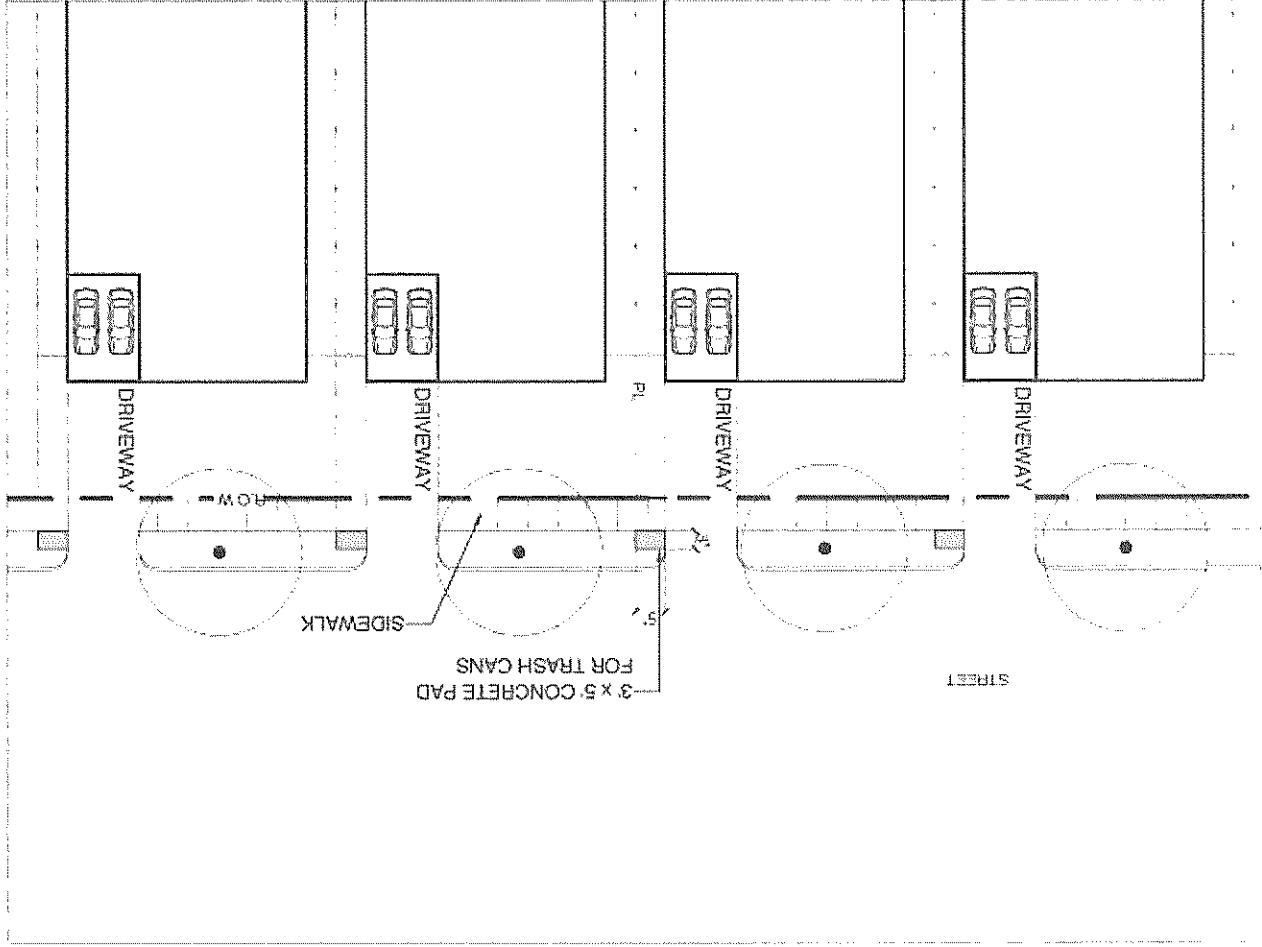 STREET
3' x 5' CONCRETE PAD
FOR TRASH CANS
5'
3'
SIDEWALK
R.O.W
DRIVEWAY
DRIVEWAY
DRIVEWAY
DRIVEWAY
PL